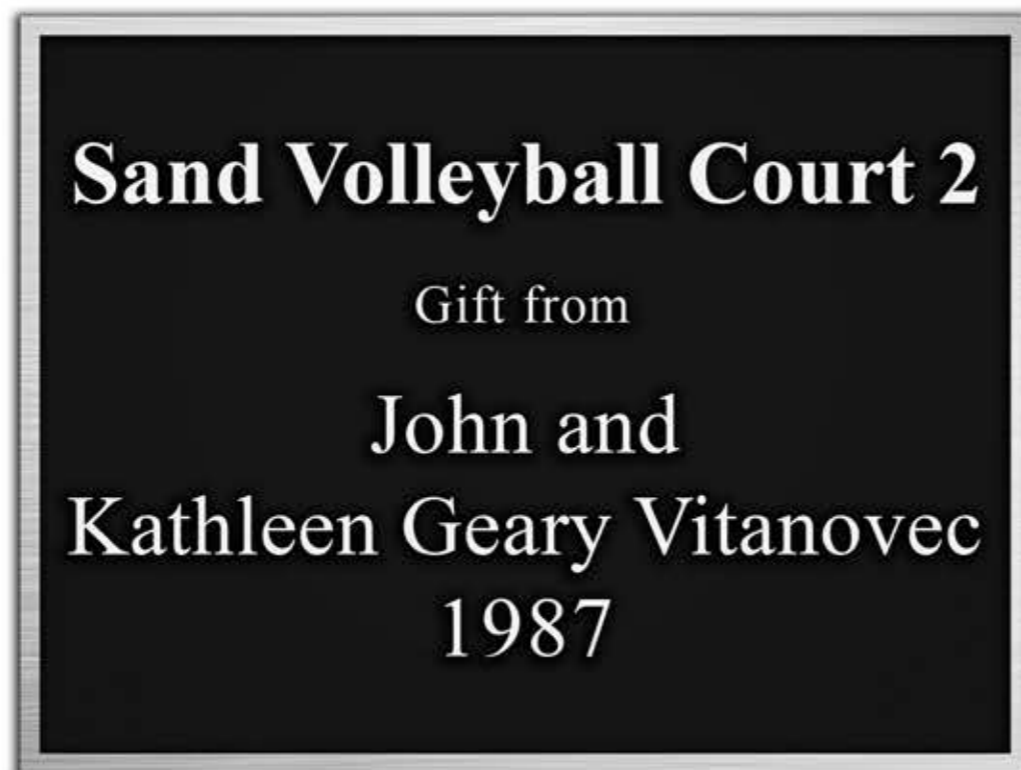 Sand Volleyball Court 2
Gift from
John and
Kathleen Geary Vitanovec
1987